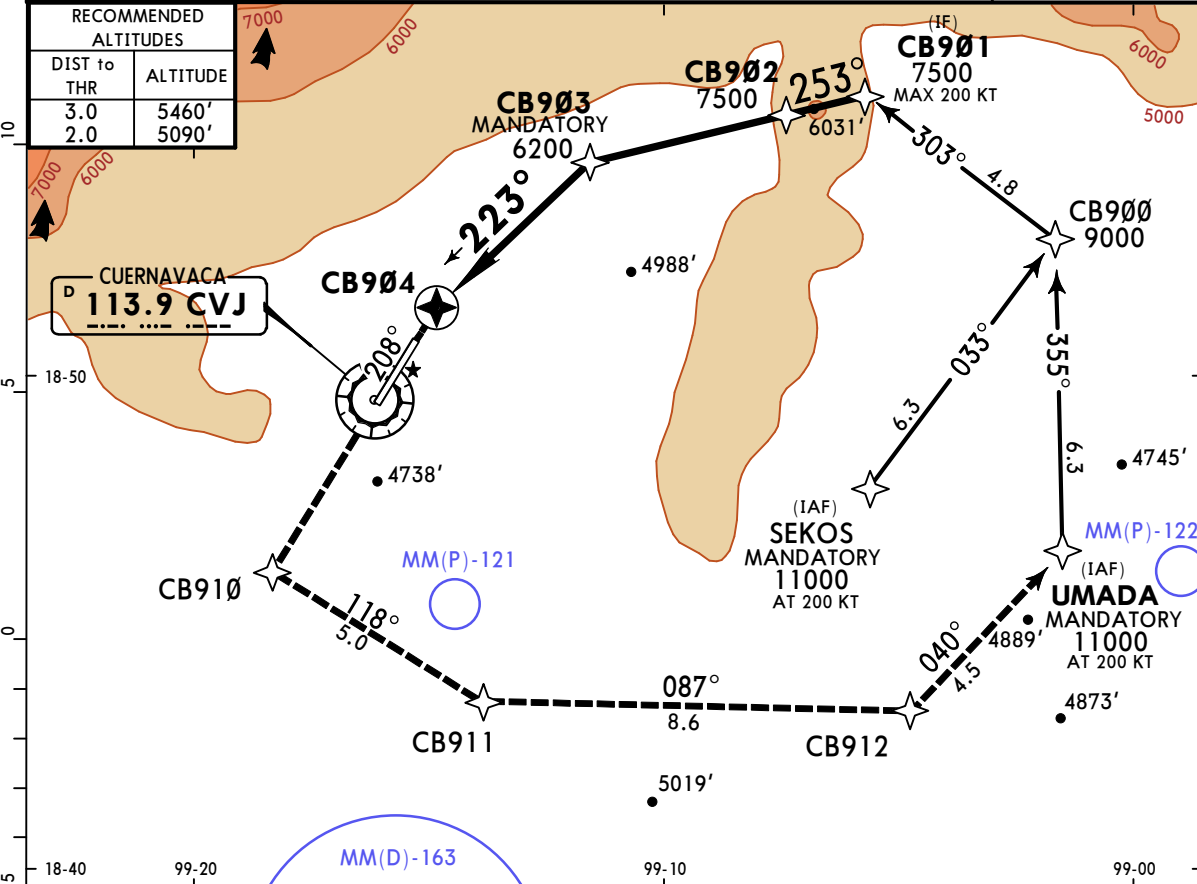 RECOMMENDED
ALTITUDES
DIST to
THR
ALTITUDE
3.0 5460'
2.0 5090'
7000
6000
7000
6000
6000
5000
(IF)
CB9Ø1
7500
MAX 200 KT
CB9Ø2
7500
253°
6031'
CB9Ø3
MANDATORY
6200
303°
4.8
CB9ØØ
9000
223°
4988'
CB9Ø4
CUERNAVACA
D 113.9 CVJ
208°
033°
6.3
355°
6.3
4738'
4745'
(IAF)
SEKOS
MANDATORY
11000
AT 200 KT
MM(P)-122
(IAF)
UMADA
MANDATORY
11000
AT 200 KT
MM(P)-121
CB91Ø
118°
5.0
040°
4.5
4889'
4873'
087°
8.6
CB911
CB912
5019'
MM(D)-163
10
5
0
5
18-50
18-40
99-20
99-10
99-00